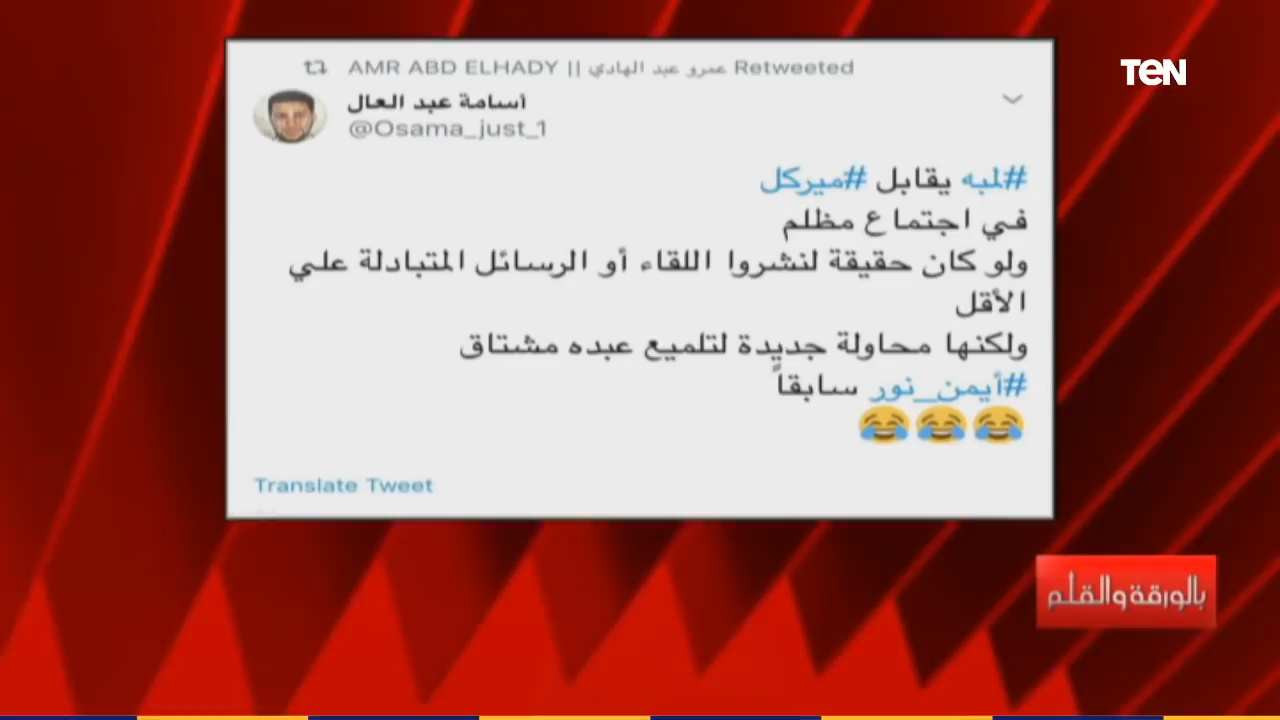 TEN
AMR ABD ELHADY || عمرو عبد الهادي Retweeted
أسامة عبد العال
@Osama_just_1
#لمبه يقابل #ميركل
في اجتماع مظلم
ولو كان حقيقة لنشروا اللقاء أو الرسائل المتبادلة علي
الأقل
ولكنها محاولة جديدة لتلميع عبده مشتاق
#أيمن_نور سابقاً
😂😂😂
Translate Tweet
بالورقة والقلم